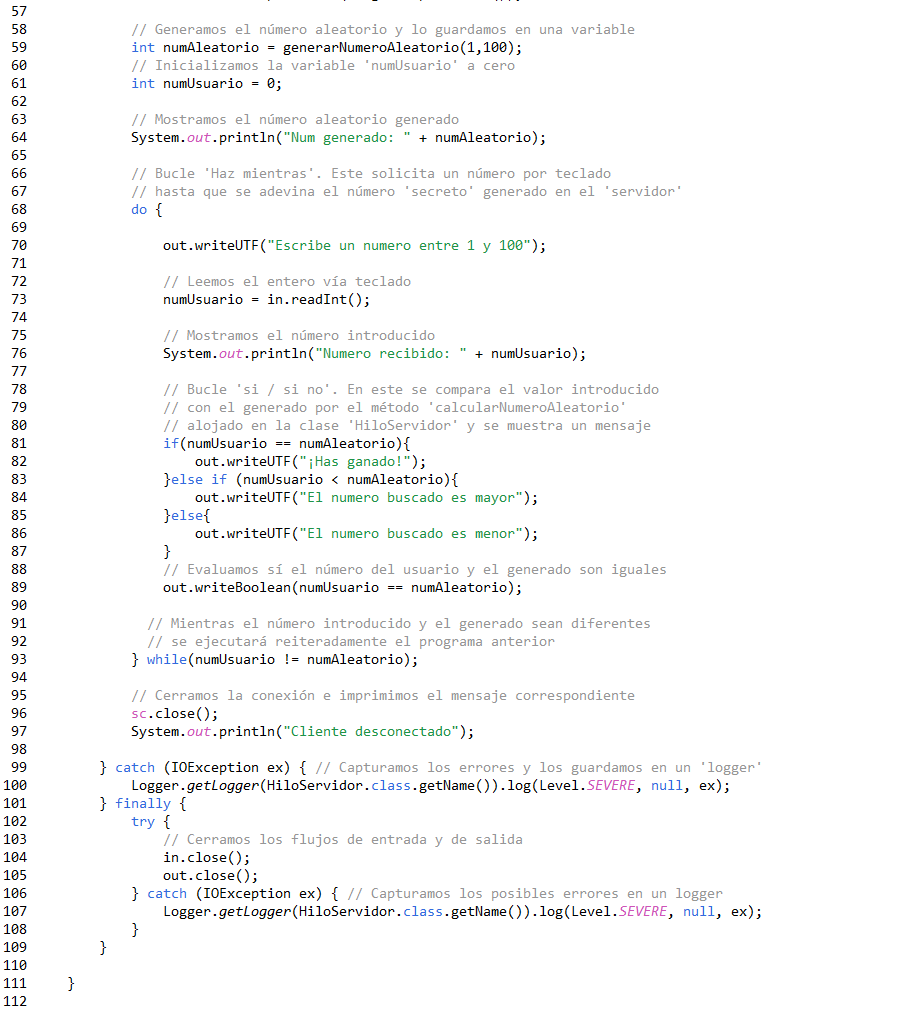 57
58 // Generamos el número aleatorio y lo guardamos en una variable
59 int numAleatorio = generarNumeroAleatorio(1,100);
60 // Inicializamos la variable 'numUsuario' a cero
61 int numUsuario = 0;
62
63 // Mostramos el número aleatorio generado
64 System.out.println("Num generado: " + numAleatorio);
65
66 // Bucle 'Haz mientras'. Este solicita un número por teclado
67 // hasta que se adevina el número 'secreto' generado en el 'servidor'
68 do {
69
70 out.writeUTF("Escribe un numero entre 1 y 100");
71
72 // Leemos el entero vía teclado
73 numUsuario = in.readInt();
74
75 // Mostramos el número introducido
76 System.out.println("Numero recibido: " + numUsuario);
77
78 // Bucle 'si / si no'. En este se compara el valor introducido
79 // con el generado por el método 'calcularNumeroAleatorio'
80 // alojado en la clase 'HiloServidor' y se muestra un mensaje
81 if(numUsuario == numAleatorio){
82 out.writeUTF("¡Has ganado!");
83 }else if (numUsuario < numAleatorio){
84 out.writeUTF("El numero buscado es mayor");
85 }else{
86 out.writeUTF("El numero buscado es menor");
87 }
88 // Evaluamos sí el número del usuario y el generado son iguales
89 out.writeBoolean(numUsuario == numAleatorio);
90
91 // Mientras el número introducido y el generado sean diferentes
92 // se ejecutará reiteradamente el programa anterior
93 } while(numUsuario != numAleatorio);
94
95 // Cerramos la conexión e imprimimos el mensaje correspondiente
96 sc.close();
97 System.out.println("Cliente desconectado");
98
99 } catch (IOException ex) { // Capturamos los errores y los guardamos en un 'logger'
100 Logger.getLogger(HiloServidor.class.getName()).log(Level.SEVERE, null, ex);
101 } finally {
102 try {
103 // Cerramos los flujos de entrada y de salida
104 in.close();
105 out.close();
106 } catch (IOException ex) { // Capturamos los posibles errores en un logger
107 Logger.getLogger(HiloServidor.class.getName()).log(Level.SEVERE, null, ex);
108 }
109 }
110
111 }
112